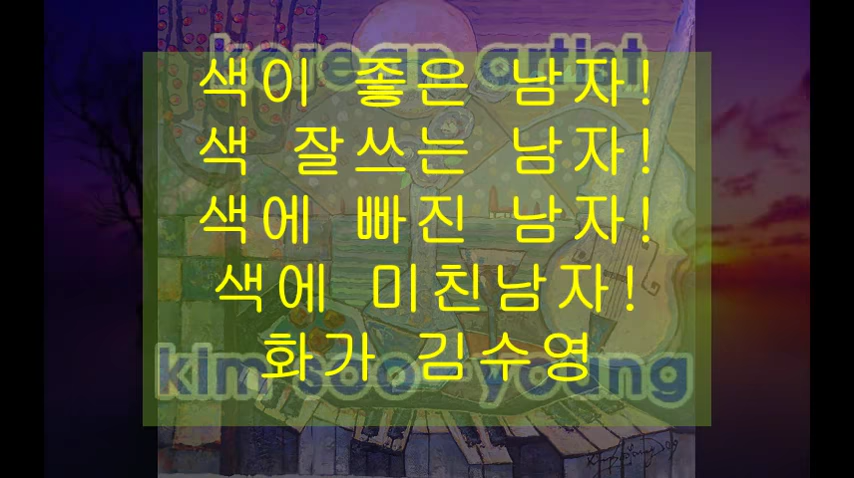 korean artist
색이 좋은 남자!
색 잘쓰는 남자!
색에 빠진 남자!
색에 미친남자!
화가 김수영
kim soo-young